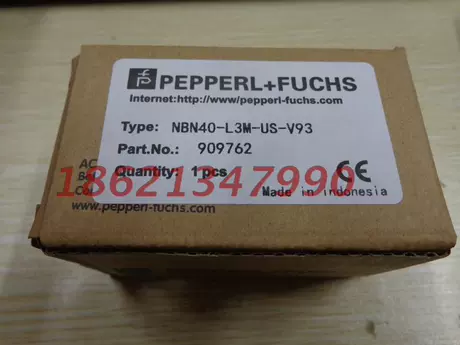 PEPPERL+FUCHS
Internet:http://www.pepperl-fuchs.com
Type: NBN40-L3M-US-V93
Part.No.: 909762
Quantity: 1pcs
CE
Made in Indonesia
18621347990
AC
www.pepperl-fuchs.com